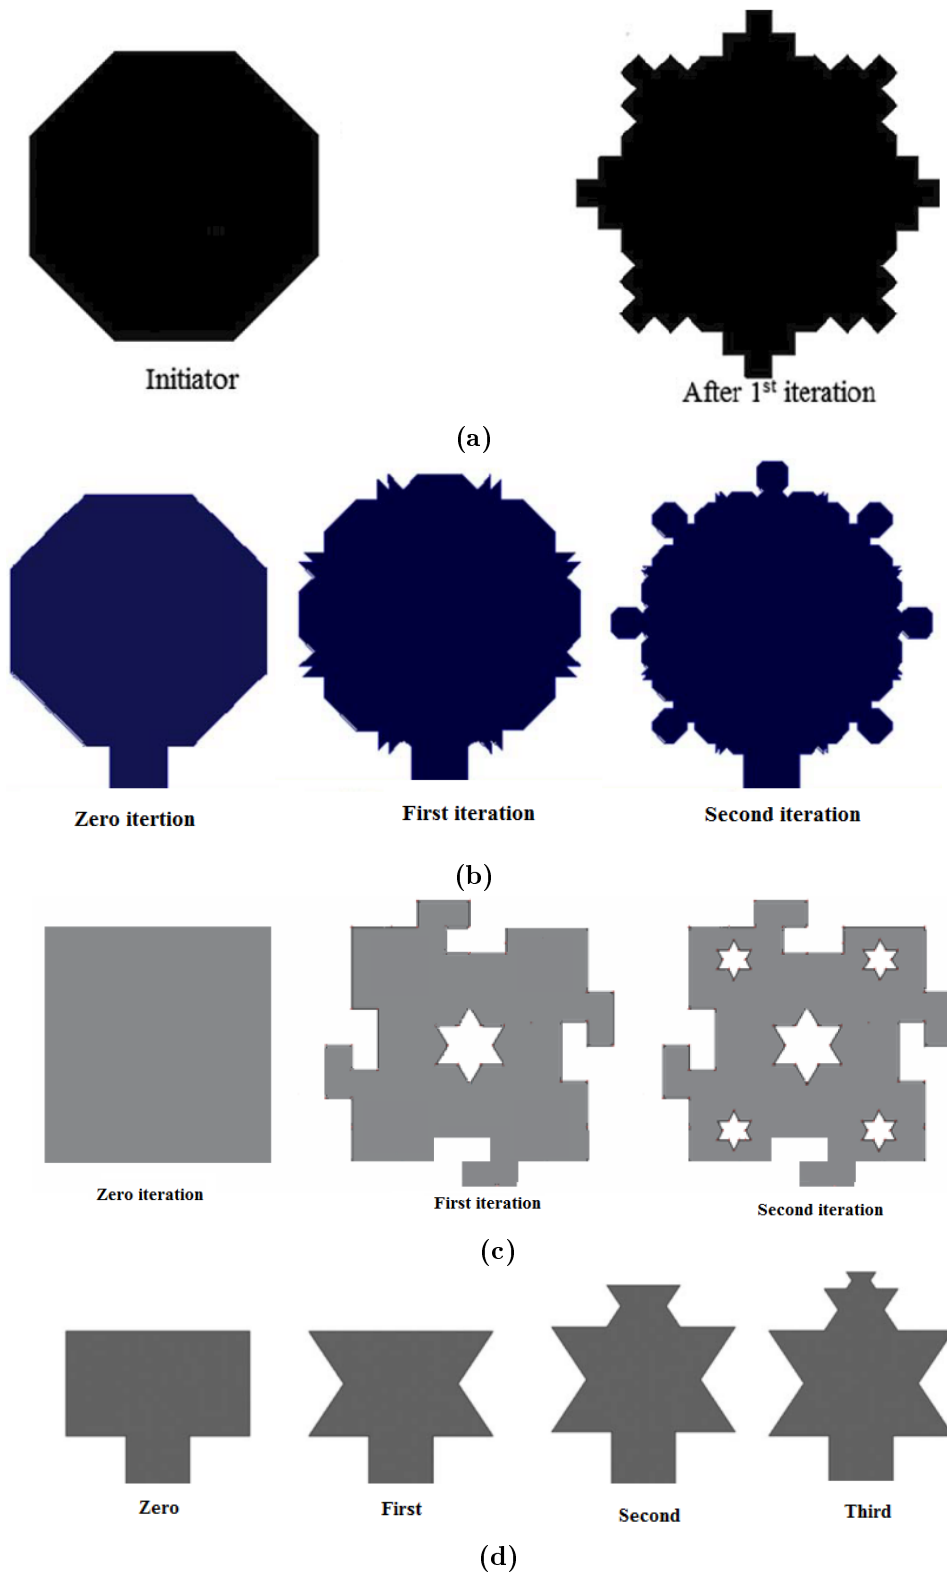 Initiator
After 1st iteration
(a)
Zero itertion
First iteration
Second iteration
(b)
Zero iteration
First iteration
Second iteration
(c)
Zero
First
Second
Third
(d)